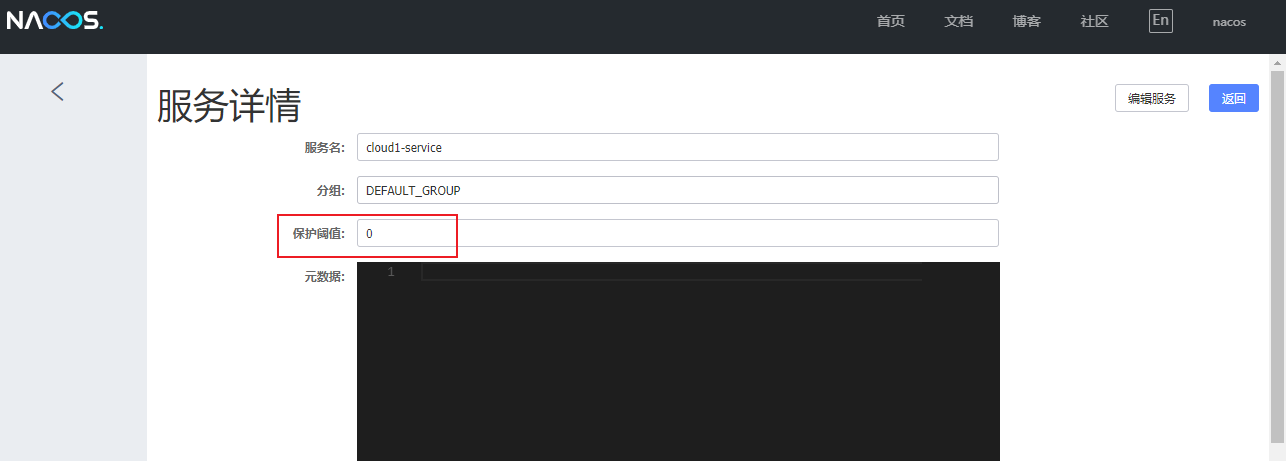 NACOS.
首页 文档 博客 社区 En nacos
服务详情
编辑服务 返回
服务名: cloud1-service
分组: DEFAULT_GROUP
保护阈值: 0
元数据: 1